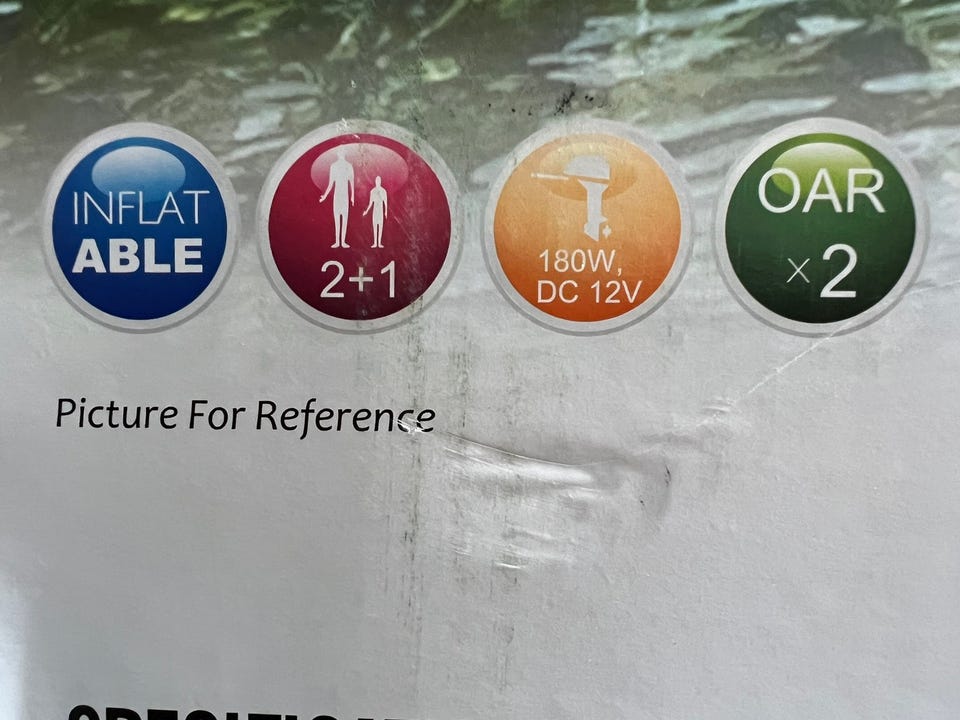 INFLAT
ABLE
2+1
180W,
DC 12V
OAR
x 2
Picture For Reference